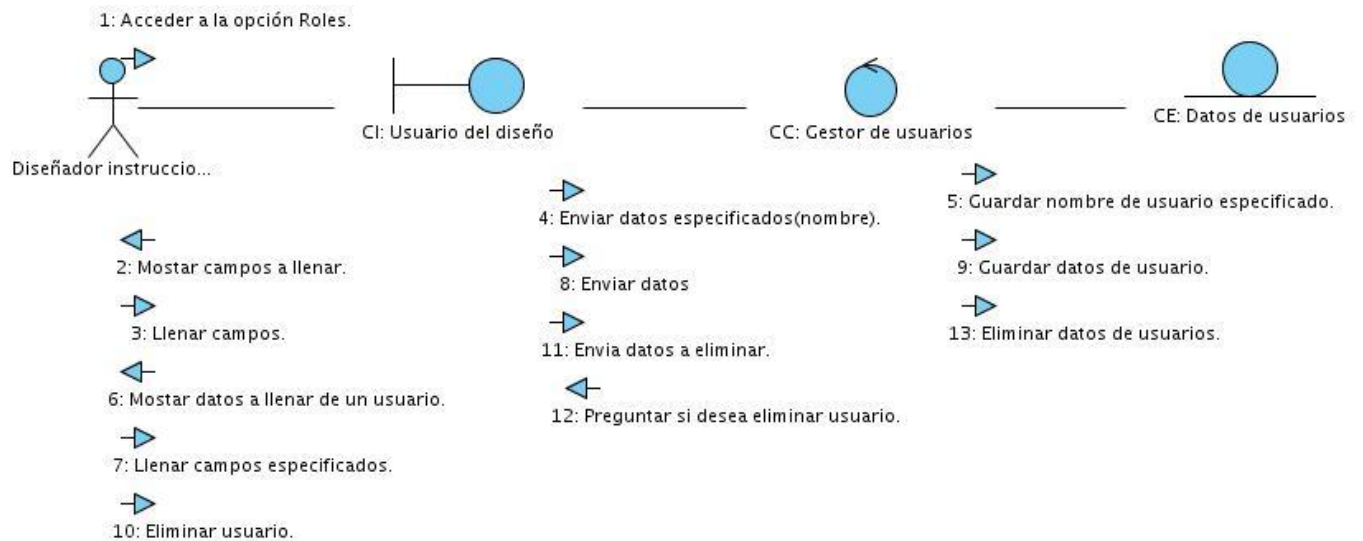 1: Acceder a la opción Roles.
CI: Usuario del diseño
CC: Gestor de usuarios
CE: Datos de usuarios
Diseñador instruccio...
4: Enviar datos especificados(nombre).
5: Guardar nombre de usuario especificado.
2: Mostar campos a llenar.
8: Enviar datos
9: Guardar datos de usuario.
3: Llenar campos.
11: Envia datos a eliminar.
13: Eliminar datos de usuarios.
6: Mostar datos a llenar de un usuario.
12: Preguntar si desea eliminar usuario.
7: Llenar campos especificados.
10: Eliminar usuario.